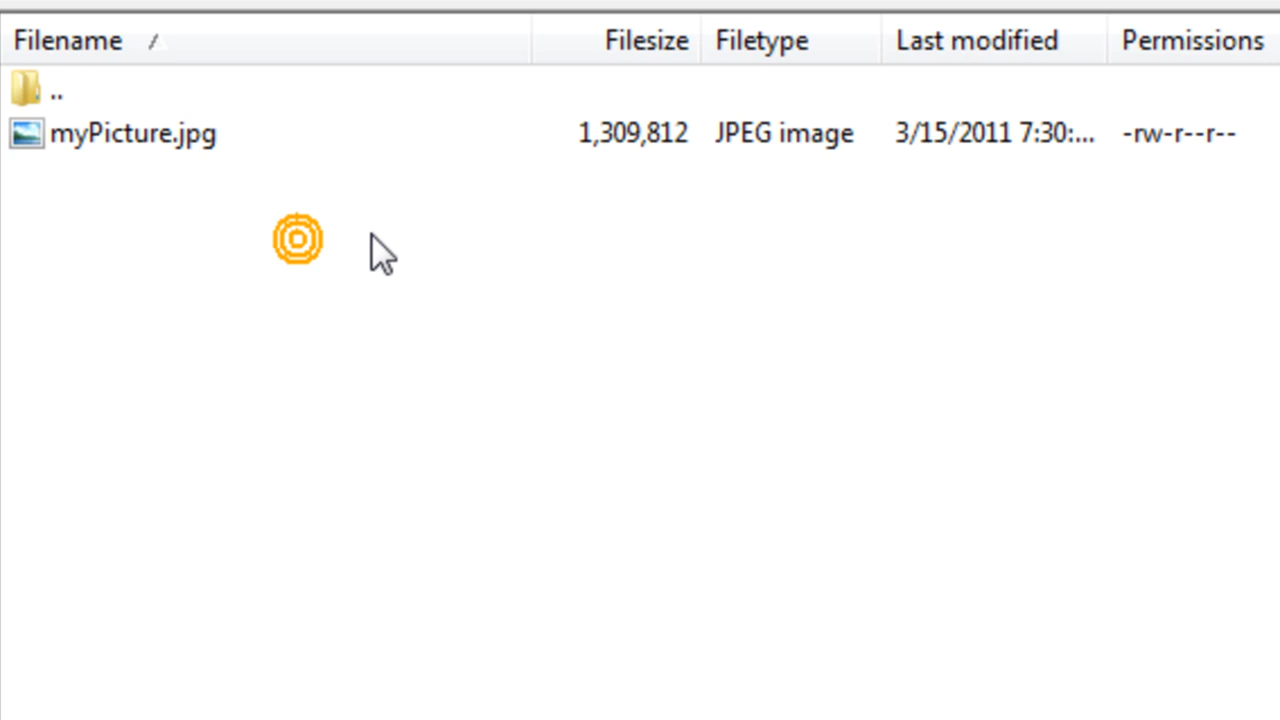 Filename / Filesize Filetype Last modified Permissions
..
myPicture.jpg 1,309,812 JPEG image 3/15/2011 7:30:... -rw-r--r--